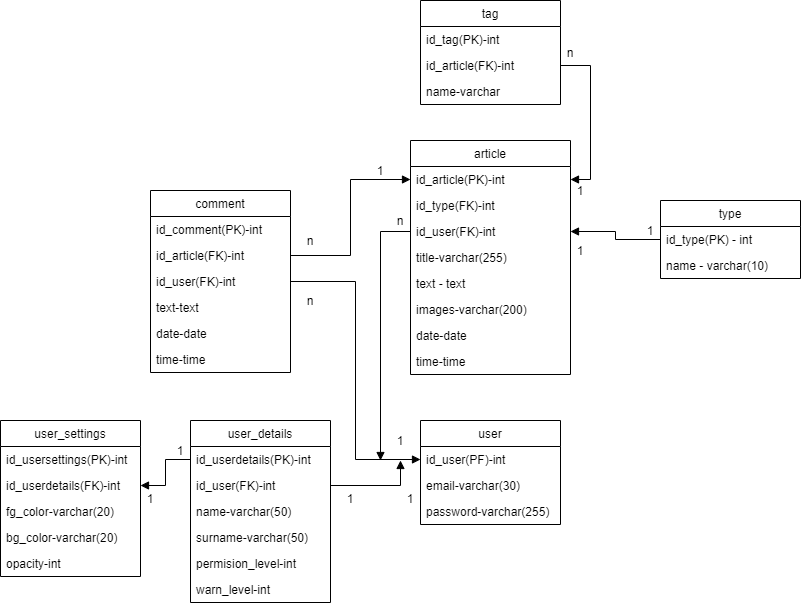 tag
id_tag(PK)-int
id_article(FK)-int
name-varchar
n
1
article
id_article(PK)-int
id_type(FK)-int
id_user(FK)-int
title-varchar(255)
text - text
images-varchar(200)
date-date
time-time
1
n
1
1
type
id_type(PK) - int
name - varchar(10)
comment
id_comment(PK)-int
id_article(FK)-int
id_user(FK)-int
text-text
date-date
time-time
n
n
user_settings
id_usersettings(PK)-int
id_userdetails(FK)-int
fg_color-varchar(20)
bg_color-varchar(20)
opacity-int
1
1
user_details
id_userdetails(PK)-int
id_user(FK)-int
name-varchar(50)
surname-varchar(50)
permision_level-int
warn_level-int
1
1
1
user
id_user(PF)-int
email-varchar(30)
password-varchar(255)